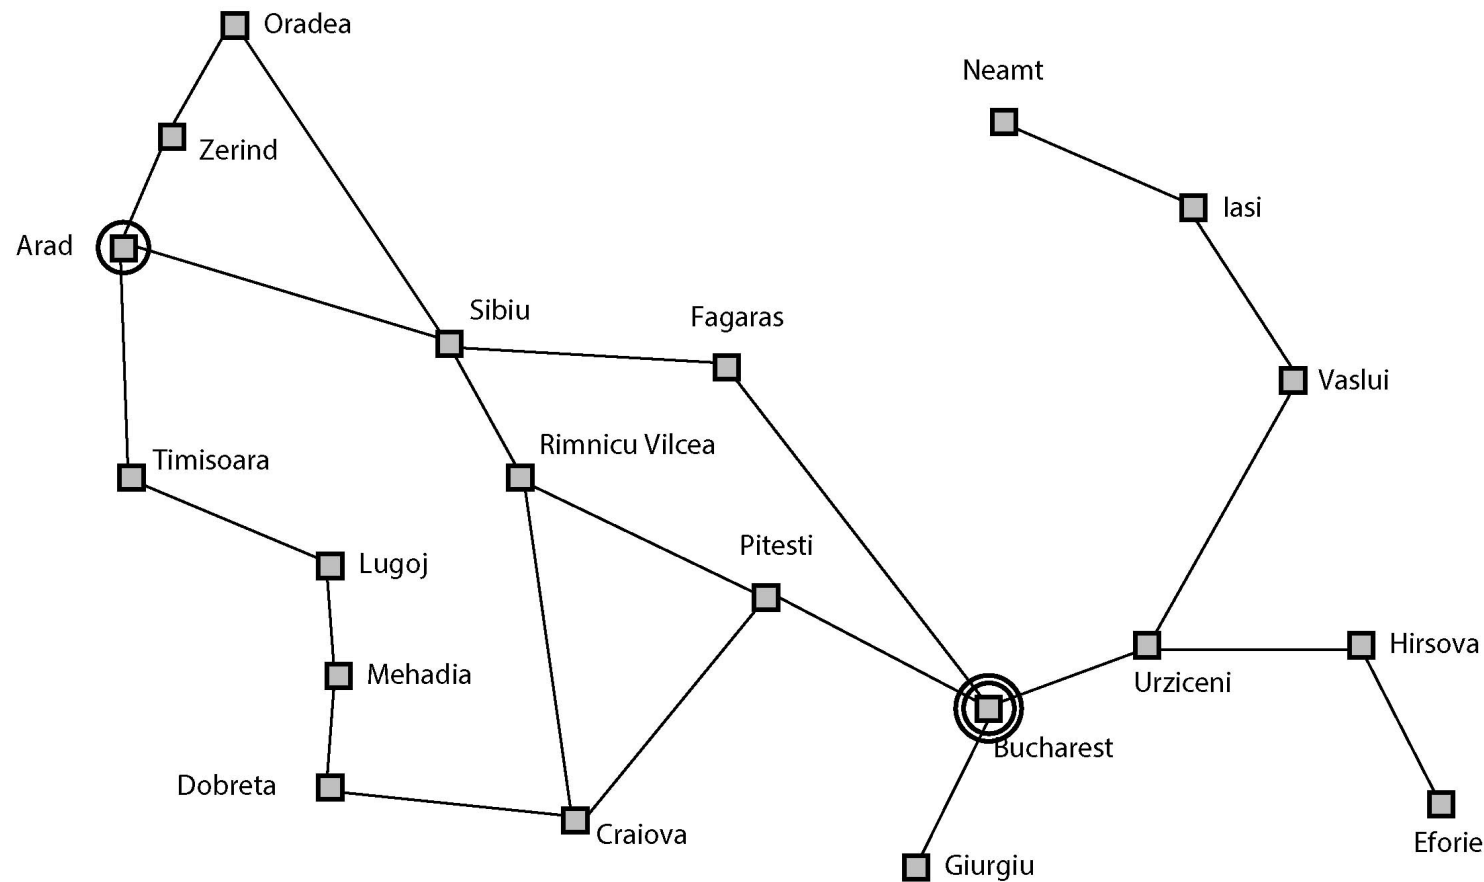 Oradea
Neamt
Zerind
Iasi
Arad
Sibiu
Fagaras
Vaslui
Rimnicu Vilcea
Timisoara
Pitesti
Lugoj
Hirsova
Mehadia
Urziceni
Bucharest
Dobreta
Craiova
Eforie
Giurgiu